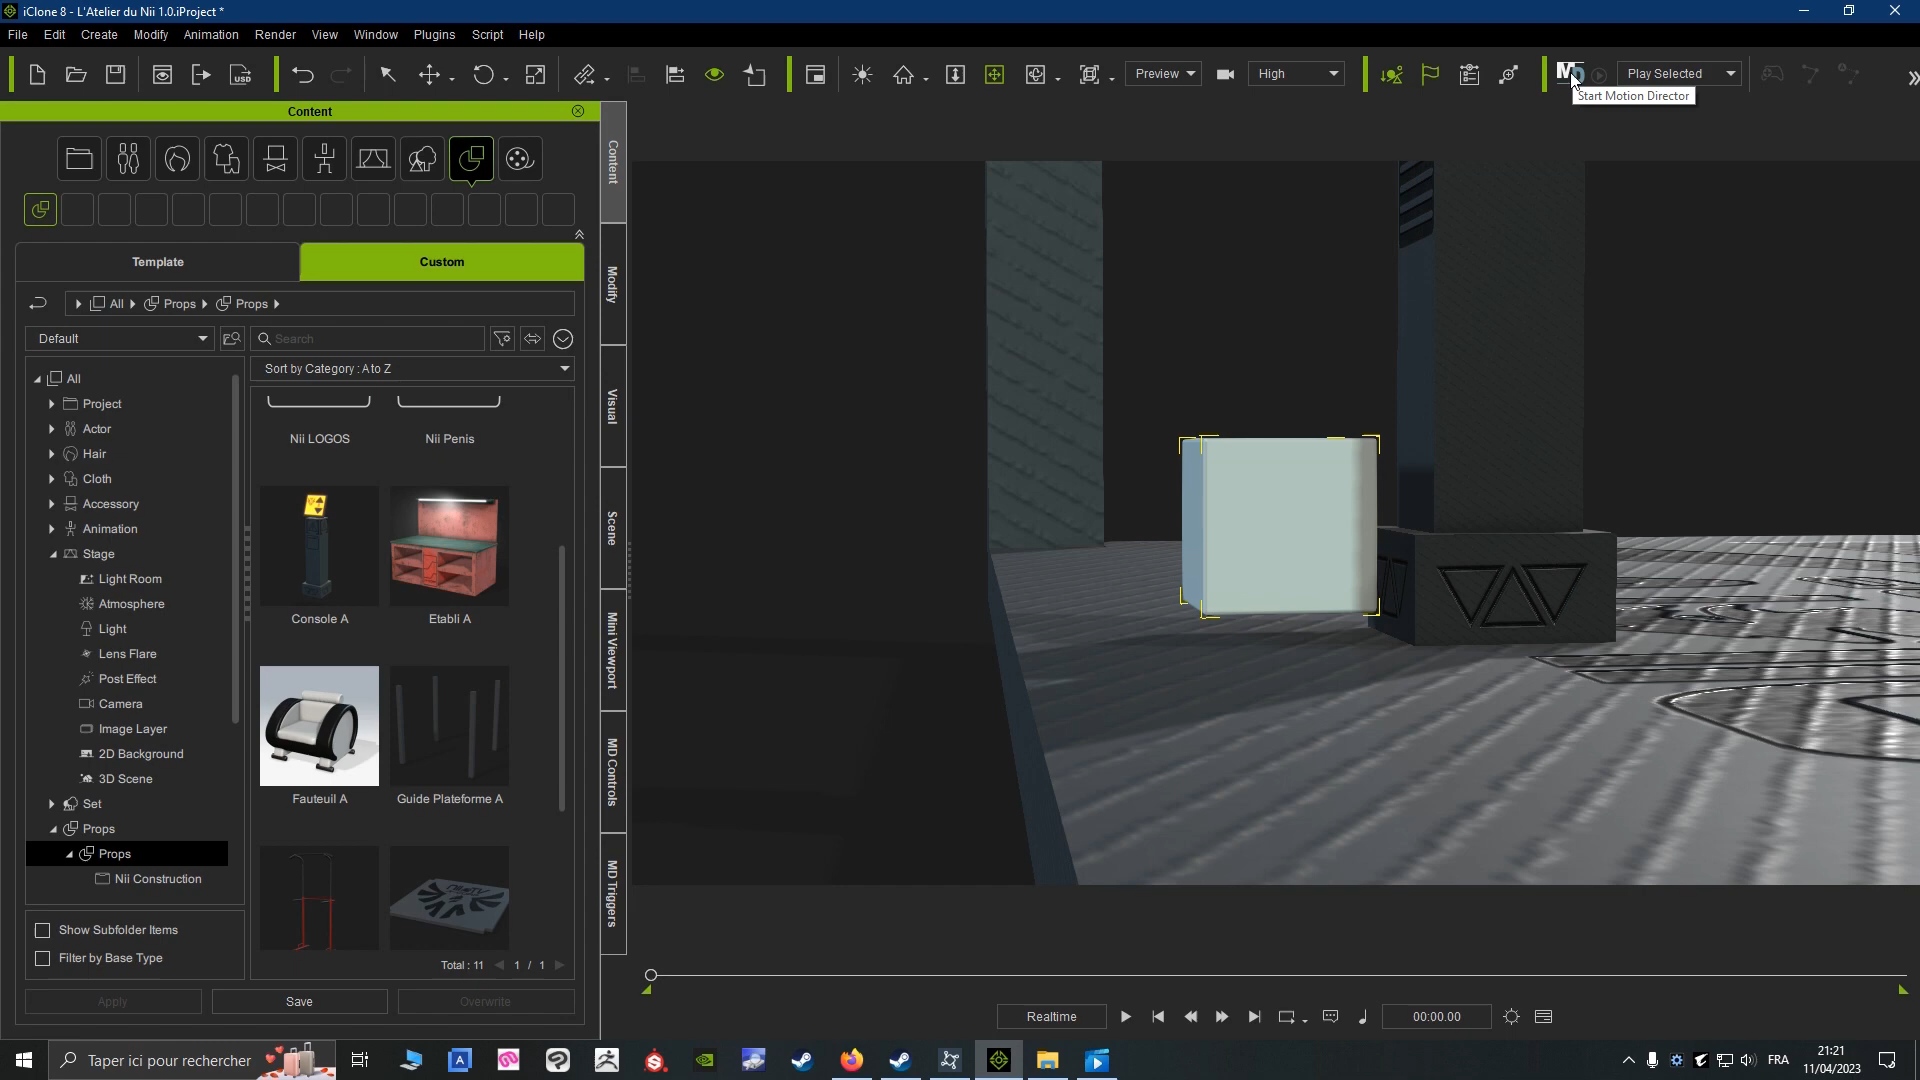 iClone 8 - L'Atelier du Nii 1.0.iProject *
File Edit Create Modify Animation Render View Window Plugins Script Help
USD Preview High MD Play Selected
Start Motion Director
Content
Template Custom
All Props Props
Default Search
Sort by Category : A to Z
All
Project
Actor
Hair
Cloth
Accessory
Animation
Stage
Light Room
Atmosphere
Light
Lens Flare
Post Effect
Camera
Image Layer
2D Background
3D Scene
Set
Props
Props
Nii Construction
Nii LOGOS Nii Penis
Console A Etabli A
Fauteuil A Guide Plateforme A
Show Subfolder Items
Filter by Base Type
Total : 11 1 / 1
Apply Save Overwrite
Content
Modify
Visual
Scene
Mini Viewport
MD Controls
MD Triggers
Realtime 00:00.00
Taper ici pour rechercher
FRA
21:21
11/04/2023